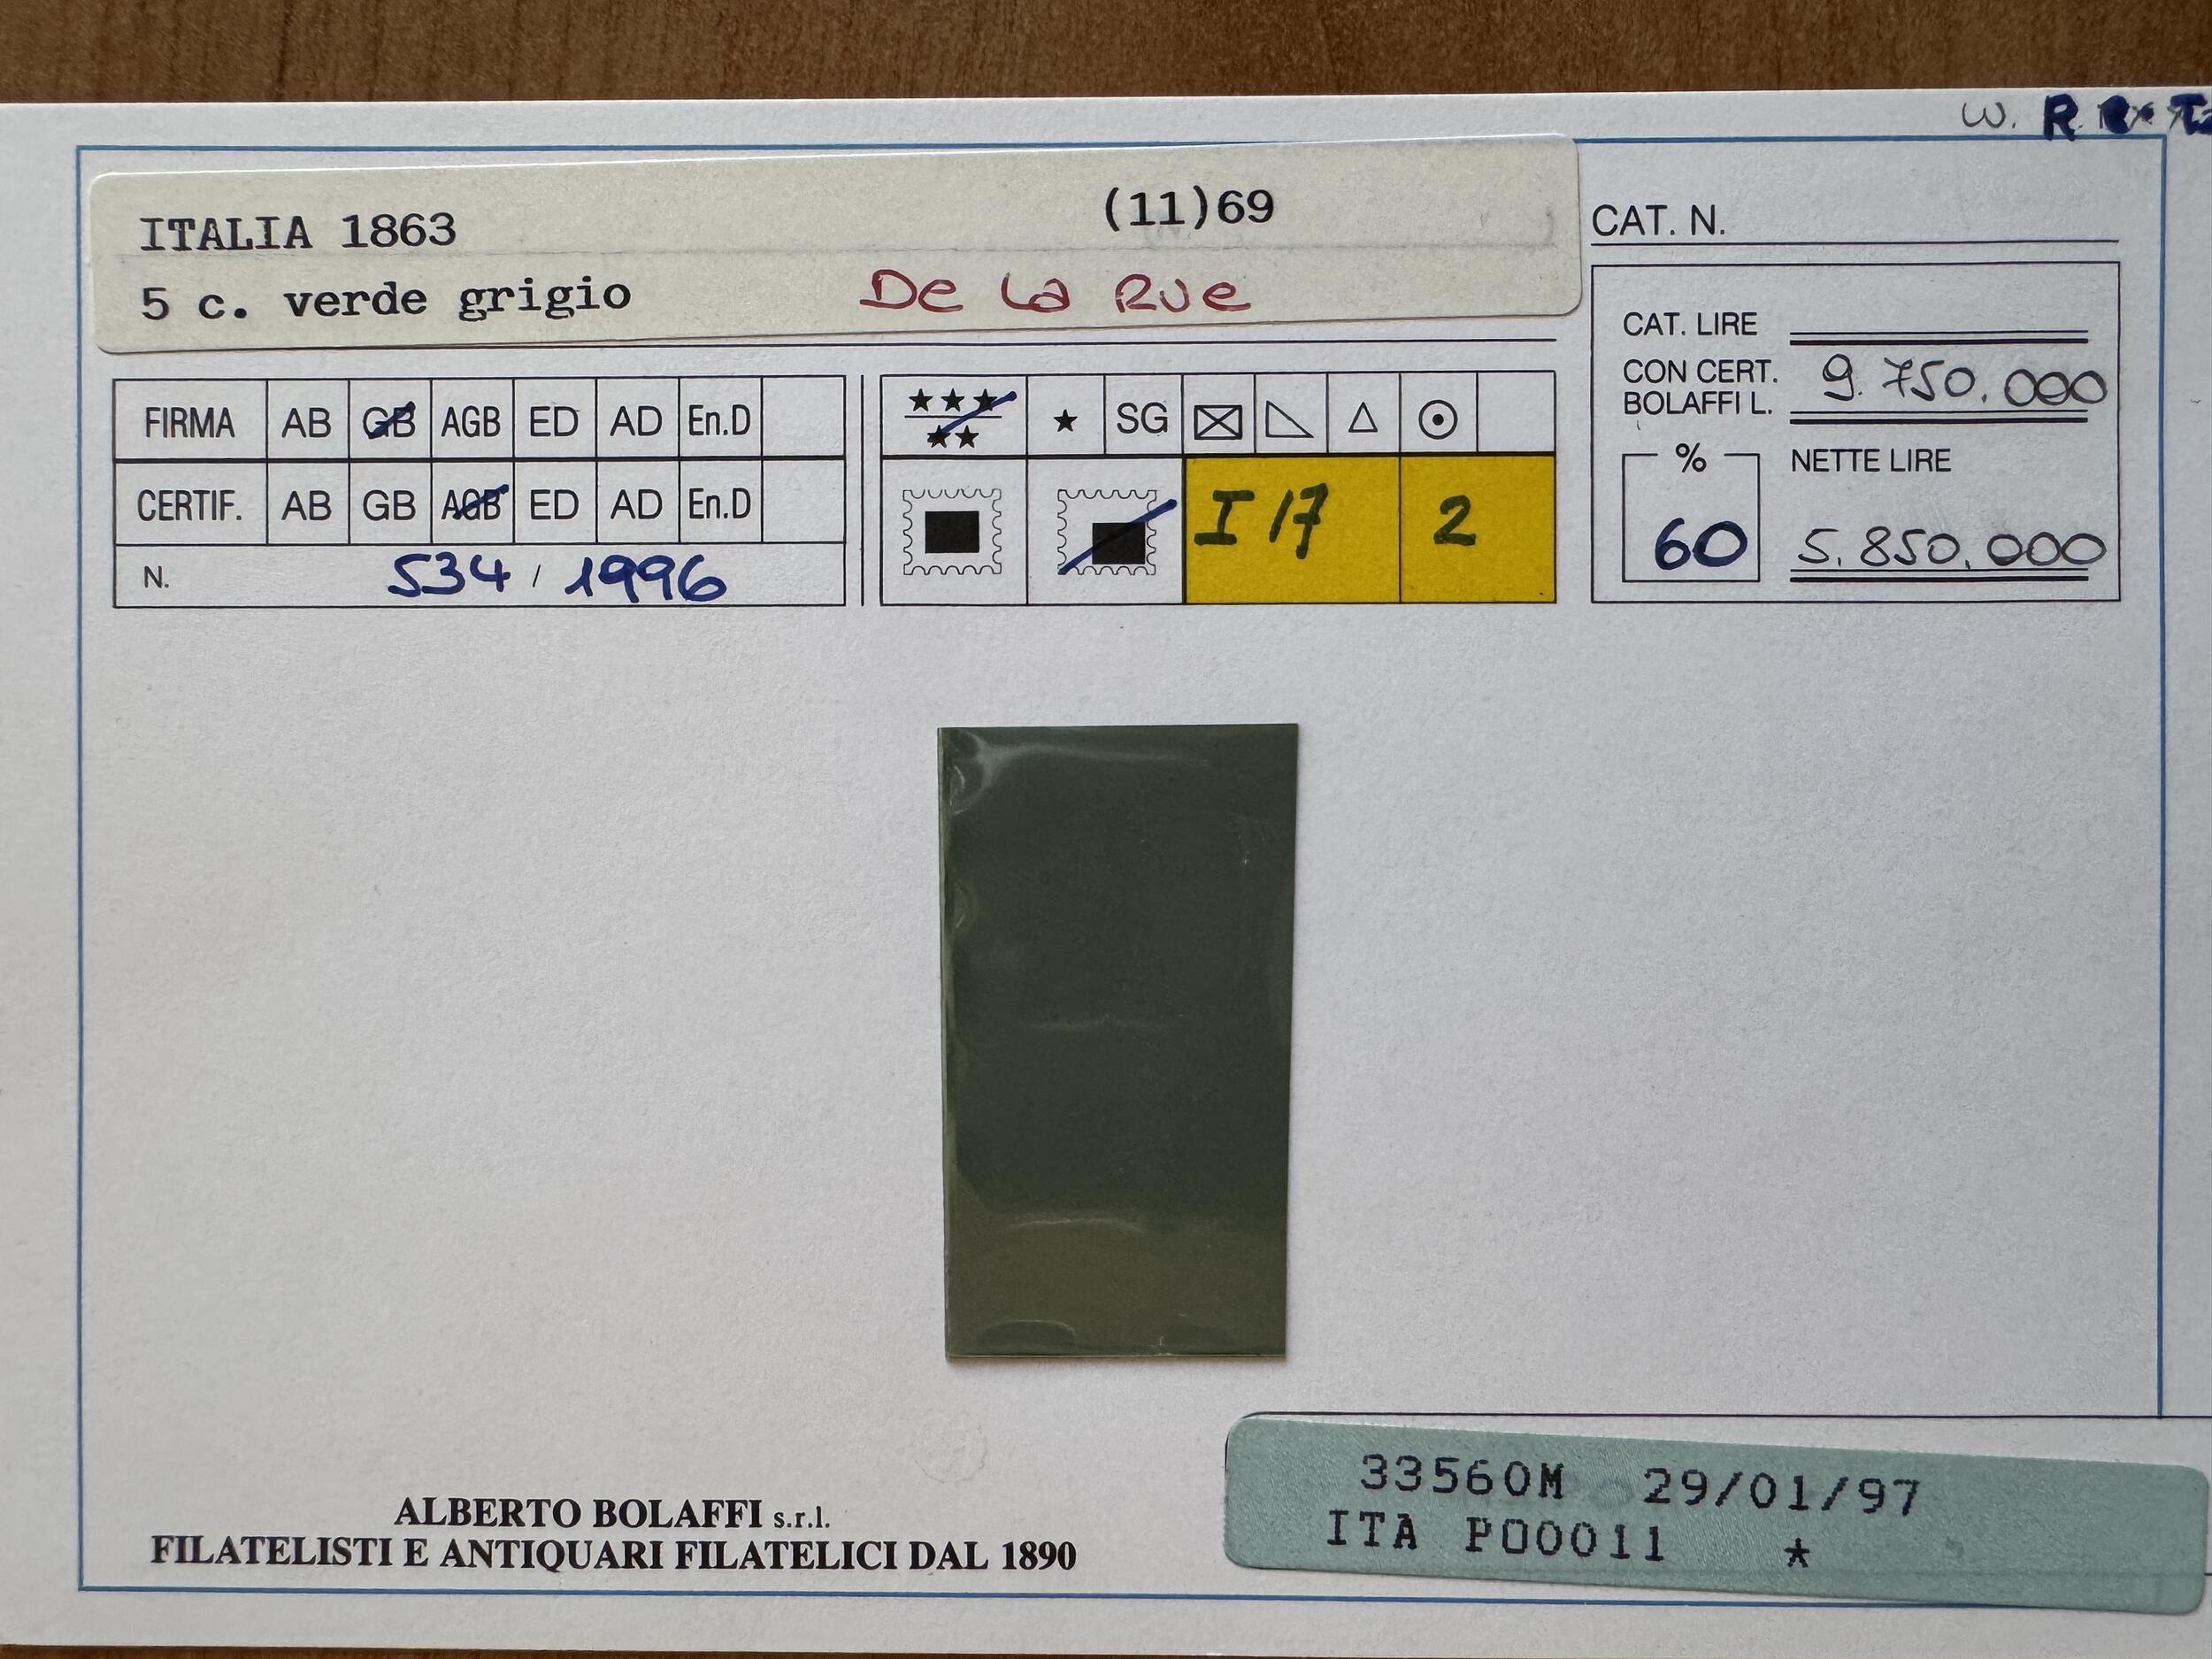 w. R.
ITALIA 1863 (11)69
5 c. verde grigio De La Rue
CAT. N.
CAT. LIRE
CON CERT. BOLAFFI L. 9.750.000
% NETTE LIRE
60 5.850.000
FIRMA AB GB AGB ED AD En.D
CERTIF. AB GB AGB ED AD En.D
N. 534 / 1996
★★★ ★★ ★ SG
I 17 2
ALBERTO BOLAFFI s.r.l.
FILATELISTI E ANTIQUARI FILATELICI DAL 1890
33560M 29/01/97
ITA P00011 *